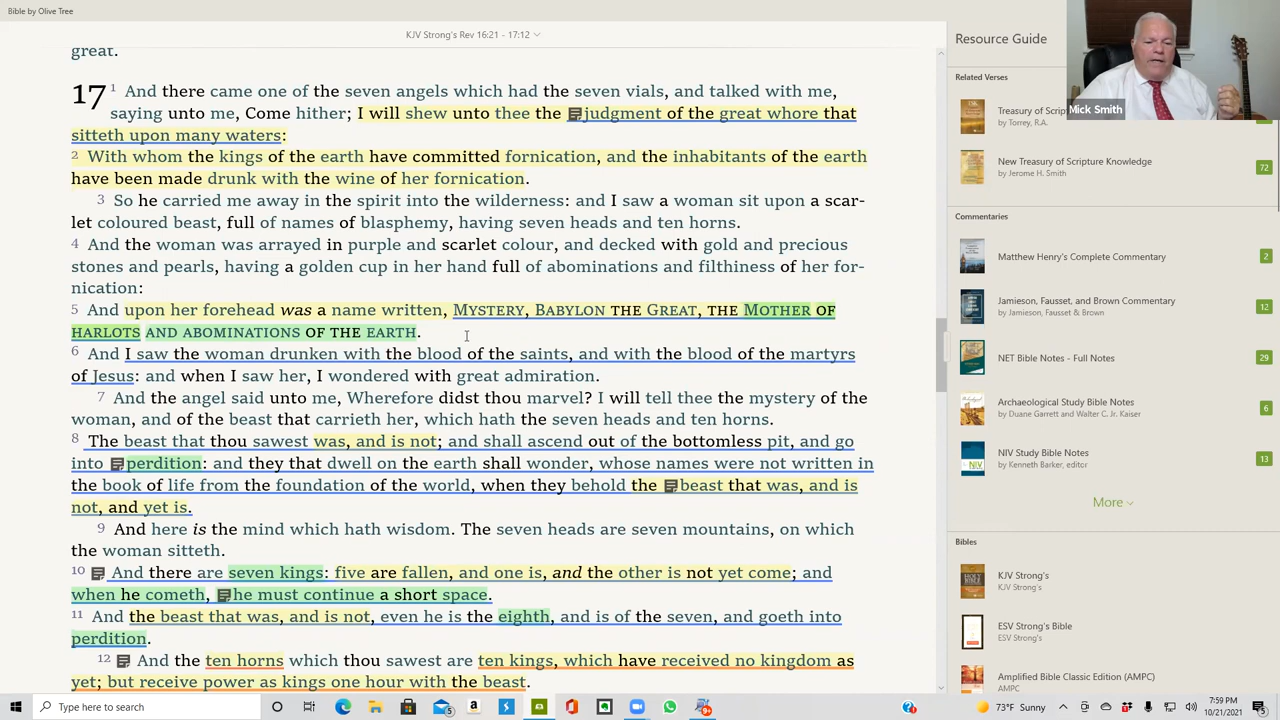 Bible by Olive Tree
KJV Strong's Rev 16:21 - 17:12
great.
17 1 And there came one of the seven angels which had the seven vials, and talked with me,
saying unto me, Come hither; I will shew unto thee the judgment of the great whore that
sitteth upon many waters:
2 With whom the kings of the earth have committed fornication, and the inhabitants of the earth
have been made drunk with the wine of her fornication.
3 So he carried me away in the spirit into the wilderness: and I saw a woman sit upon a scar-
let coloured beast, full of names of blasphemy, having seven heads and ten horns.
4 And the woman was arrayed in purple and scarlet colour, and decked with gold and precious
stones and pearls, having a golden cup in her hand full of abominations and filthiness of her for-
nication:
5 And upon her forehead was a name written, MYSTERY, BABYLON THE GREAT, THE MOTHER OF
HARLOTS AND ABOMINATIONS OF THE EARTH.
6 And I saw the woman drunken with the blood of the saints, and with the blood of the martyrs
of Jesus: and when I saw her, I wondered with great admiration.
7 And the angel said unto me, Wherefore didst thou marvel? I will tell thee the mystery of the
woman, and of the beast that carrieth her, which hath the seven heads and ten horns.
8 The beast that thou sawest was, and is not; and shall ascend out of the bottomless pit, and go
into perdition: and they that dwell on the earth shall wonder, whose names were not written in
the book of life from the foundation of the world, when they behold the beast that was, and is
not, and yet is.
9 And here is the mind which hath wisdom. The seven heads are seven mountains, on which
the woman sitteth.
10 And there are seven kings: five are fallen, and one is, and the other is not yet come; and
when he cometh, he must continue a short space.
11 And the beast that was, and is not, even he is the eighth, and is of the seven, and goeth into
perdition.
12 And the ten horns which thou sawest are ten kings, which have received no kingdom as
yet; but receive power as kings one hour with the beast.
Resource Guide
Mick Smith
Related Verses
Treasury of Scrip
by Torrey, R.A.
New Treasury of Scripture Knowledge
by Jerome H. Smith
72
Commentaries
Matthew Henry's Complete Commentary
2
Jamieson, Fausset, and Brown Commentary
by Jamieson, Fausset & Brown
12
NET Bible Notes - Full Notes
29
Archaeological Study Bible Notes
by Duane Garrett and Walter C. Jr. Kaiser
6
NIV Study Bible Notes
by Kenneth Barker, editor
13
More
Bibles
KJV Strong's
KJV Strong's
ESV Strong's Bible
ESV Strong's
Amplified Bible Classic Edition (AMPC)
AMPC
Type here to search
73°F Sunny
7:59 PM
10/21/2021